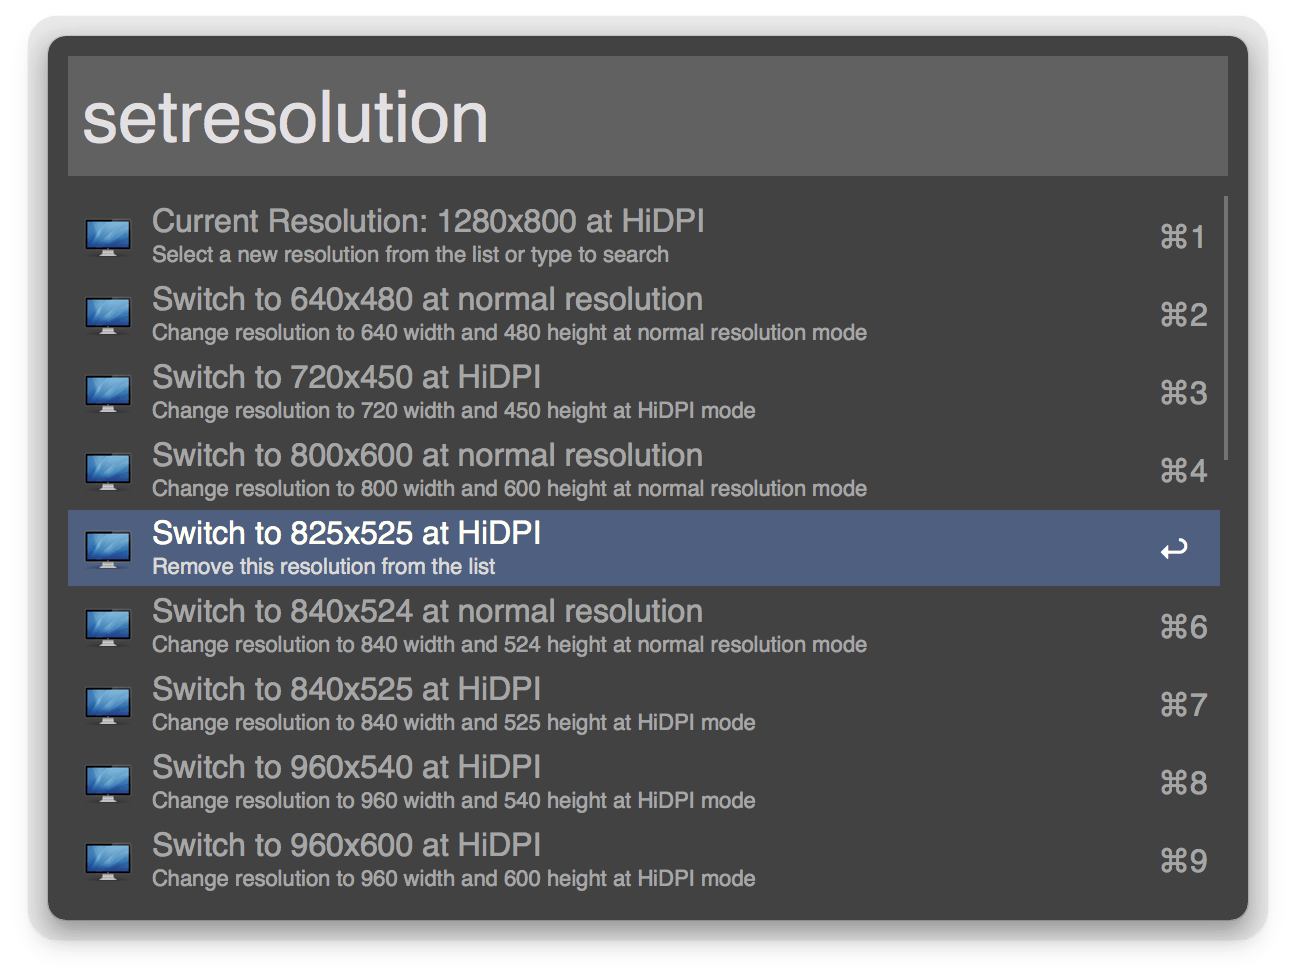 setresolution
Current Resolution: 1280x800 at HiDPI
Select a new resolution from the list or type to search
⌘1
Switch to 640x480 at normal resolution
Change resolution to 640 width and 480 height at normal resolution mode
⌘2
Switch to 720x450 at HiDPI
Change resolution to 720 width and 450 height at HiDPI mode
⌘3
Switch to 800x600 at normal resolution
Change resolution to 800 width and 600 height at normal resolution mode
⌘4
Switch to 825x525 at HiDPI
Remove this resolution from the list
↩
Switch to 840x524 at normal resolution
Change resolution to 840 width and 524 height at normal resolution mode
⌘6
Switch to 840x525 at HiDPI
Change resolution to 840 width and 525 height at HiDPI mode
⌘7
Switch to 960x540 at HiDPI
Change resolution to 960 width and 540 height at HiDPI mode
⌘8
Switch to 960x600 at HiDPI
Change resolution to 960 width and 600 height at HiDPI mode
⌘9